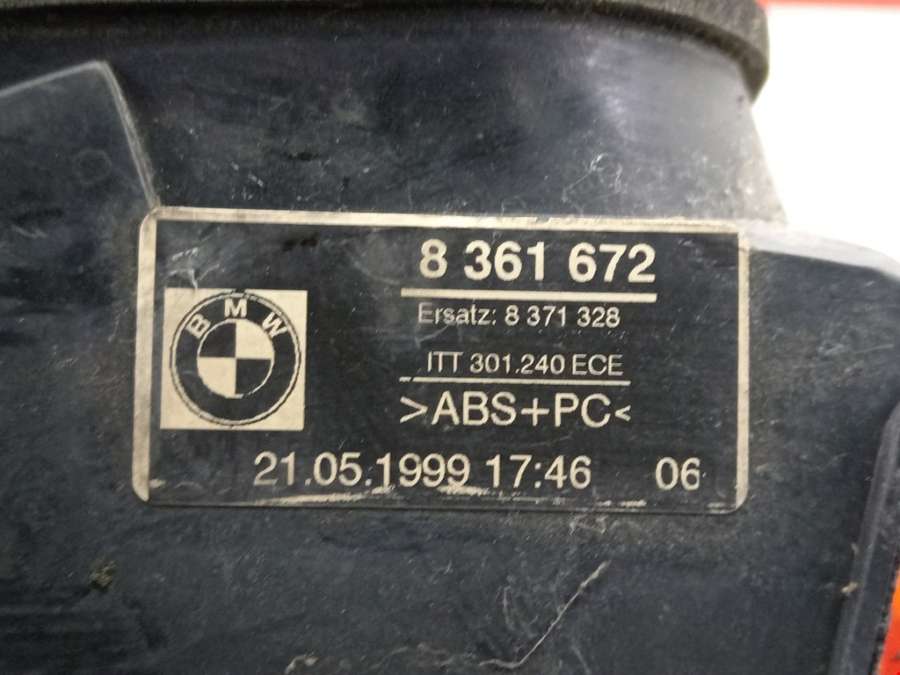 8 361 672
Ersatz: 8 371 328
BMW
ITT 301.240 ECE
>ABS+PC<
21.05.1999 17:46 06